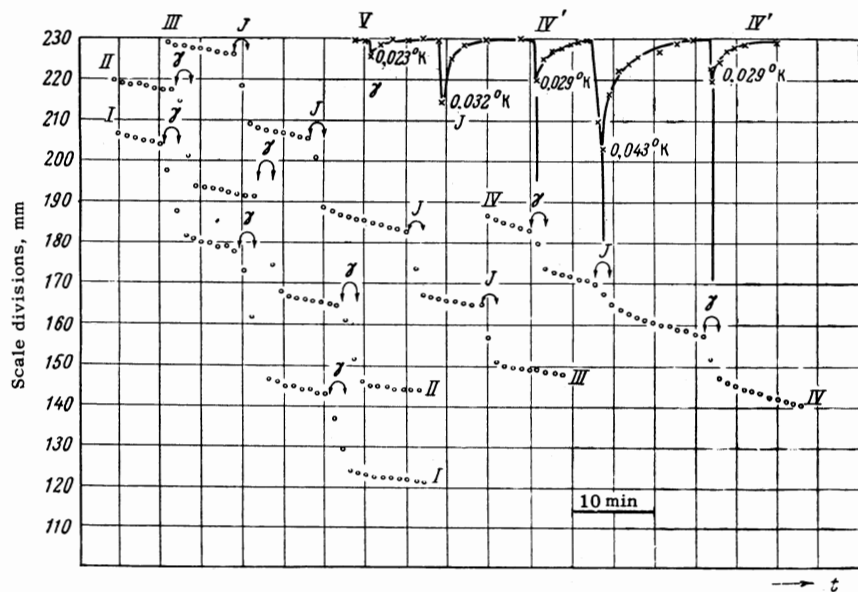 III J V IV' IV'
230
II γ
0,023°K 0,029°K 0,029°K
220
γ
I γ J 0,032°K
J
210
0,043°K
200
γ
190
J IV γ
γ
180
J
170
γ J γ
160
150
γ III
II
140
IV
130
120
I
10 min
110
Scale divisions, mm
t